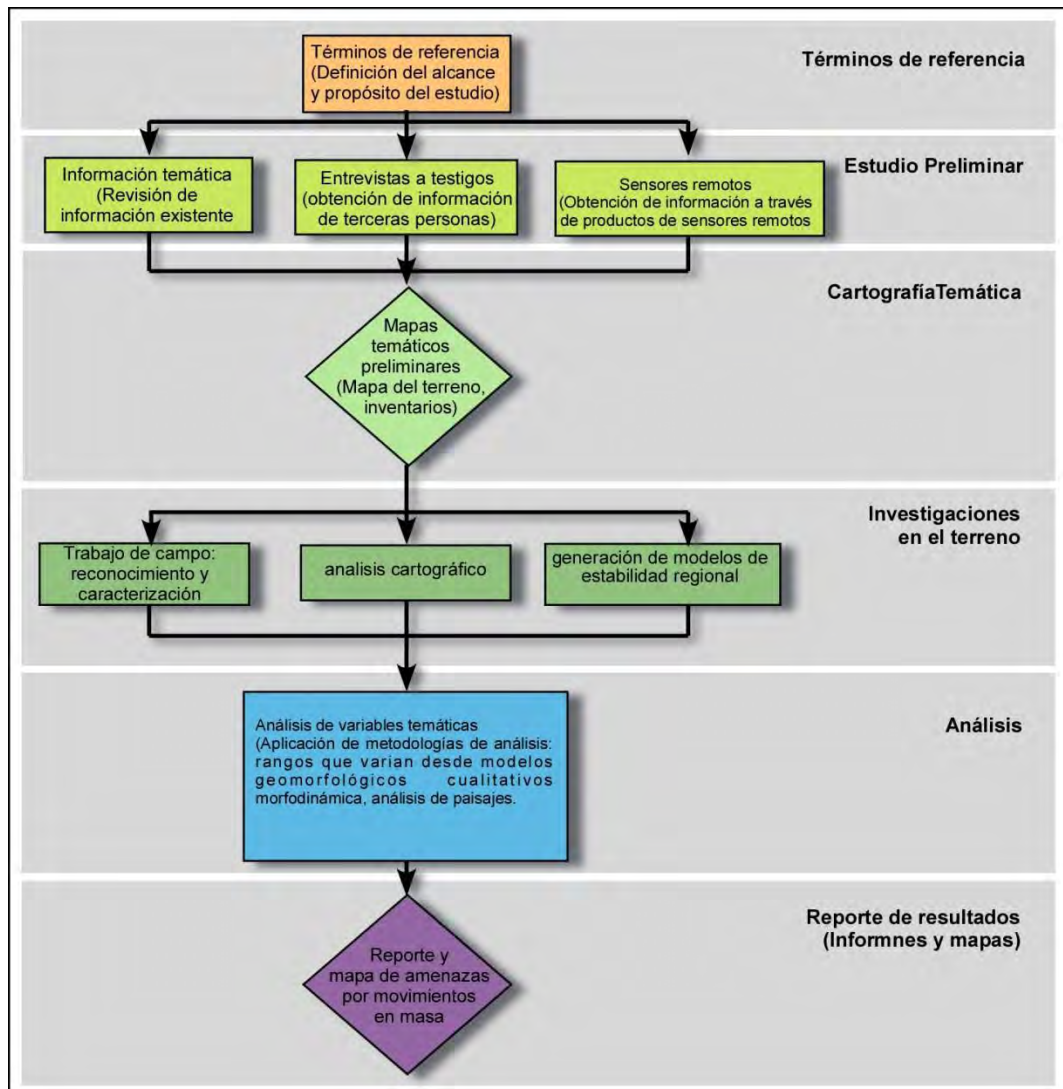 Términos de referencia
(Definición del alcance
y propósito del estudio)
Términos de referencia
Estudio Preliminar
Información temática
(Revisión de
información existente
Entrevistas a testigos
(obtención de información
de terceras personas)
Sensores remotos
(Obtención de información a través
de productos de sensores remotos
CartografíaTemática
Mapas
temáticos
preliminares
(Mapa del terreno,
inventarios)
Investigaciones
en el terreno
Trabajo de campo:
reconocimiento y
caracterización
analisis cartográfico
generación de modelos de
estabilidad regional
Análisis
Análisis de variables temáticas
(Aplicación de metodologías de análisis:
rangos que varian desde modelos
geomorfológicos cualitativos
morfodinámica, análisis de paisajes.
Reporte de resultados
(Informnes y mapas)
Reporte y
mapa de amenazas
por movimientos
en masa